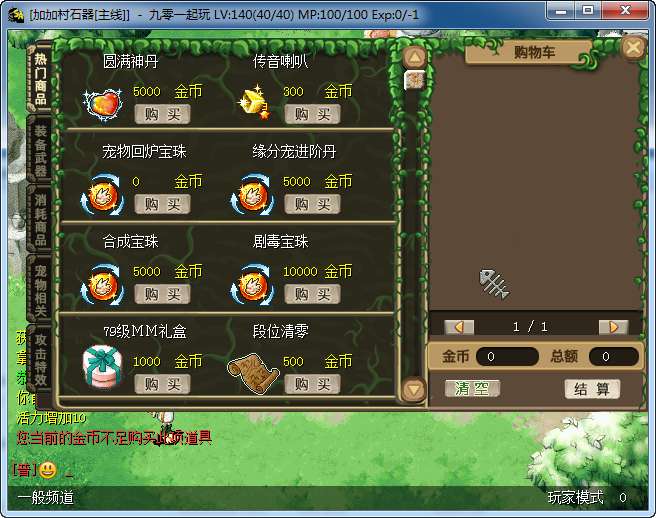 [加加村石器[主线]] - 九零一起玩 LV:140(40/40) MP:100/100 Exp:0/-1
热门商品
装备武器
消耗商品
宠物相关
攻击特效
圆满神丹
5000 金币
购买
传音喇叭
300 金币
购买
宠物回炉宝珠
0 金币
购买
缘分宠进阶丹
5000 金币
购买
合成宝珠
5000 金币
购买
剧毒宝珠
10000 金币
购买
79级MM礼盒
1000 金币
购买
段位清零
500 金币
购买
购物车
1 / 1
金币 0 总额 0
清空 结算
活力增加10
您当前的金币不足购买此项道具
[普] _
一般频道
玩家模式 0